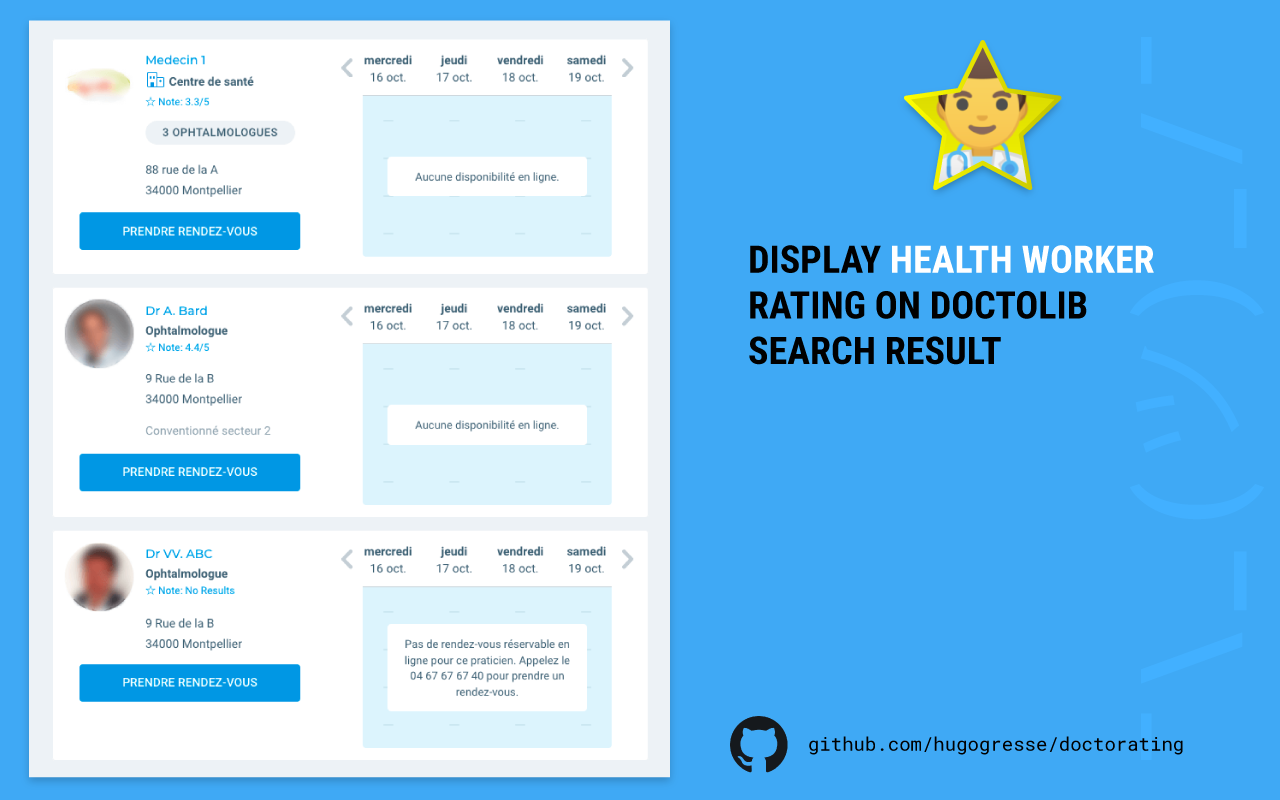 Medecin 1
Centre de santé
☆ Note: 3.3/5
3 OPHTALMOLOGUES
88 rue de la A
34000 Montpellier
PRENDRE RENDEZ-VOUS
mercredi jeudi vendredi samedi
16 oct. 17 oct. 18 oct. 19 oct.
Aucune disponibilité en ligne.
Dr A. Bard
Ophtalmologue
☆ Note: 4.4/5
9 Rue de la B
34000 Montpellier
Conventionné secteur 2
PRENDRE RENDEZ-VOUS
mercredi jeudi vendredi samedi
16 oct. 17 oct. 18 oct. 19 oct.
Aucune disponibilité en ligne.
Dr VV. ABC
Ophtalmologue
☆ Note: No Results
9 Rue de la B
34000 Montpellier
PRENDRE RENDEZ-VOUS
mercredi jeudi vendredi samedi
16 oct. 17 oct. 18 oct. 19 oct.
Pas de rendez-vous réservable en
ligne pour ce praticien. Appelez le
04 67 67 67 40 pour prendre un
rendez-vous.
DISPLAY HEALTH WORKER
RATING ON DOCTOLIB
SEARCH RESULT
github.com/hugogresse/doctorating